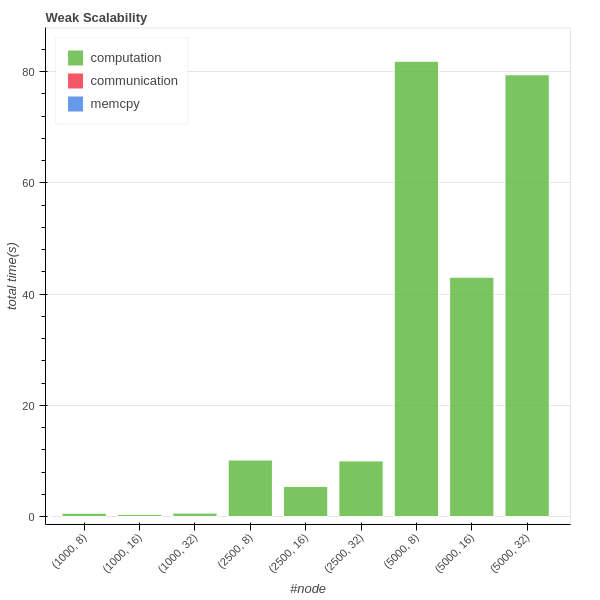 Weak Scalability
computation
communication
memcpy
total time(s)
80
60
40
20
0
(1000, 8)
(1000, 16)
(1000, 32)
(2500, 8)
(2500, 16)
(2500, 32)
(5000, 8)
(5000, 16)
(5000, 32)
#node